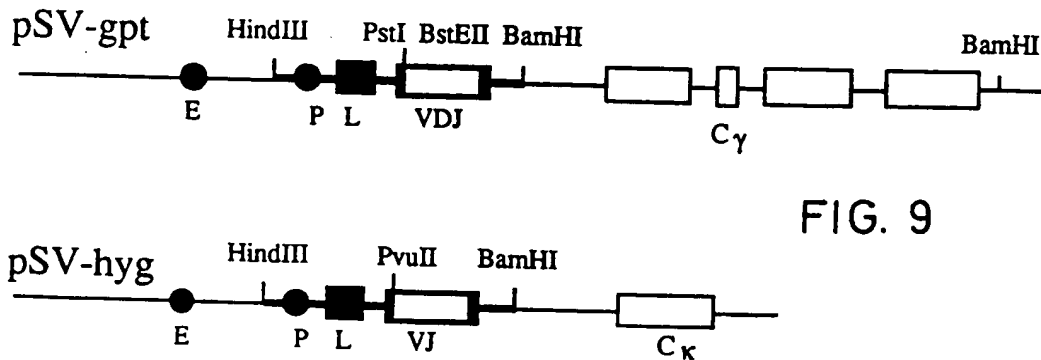 pSV-gpt
HindIII PstI BstEII BamHI BamHI
E P L VDJ Cγ
FIG. 9
pSV-hyg
HindIII PvuII BamHI
E P L VJ Cκ